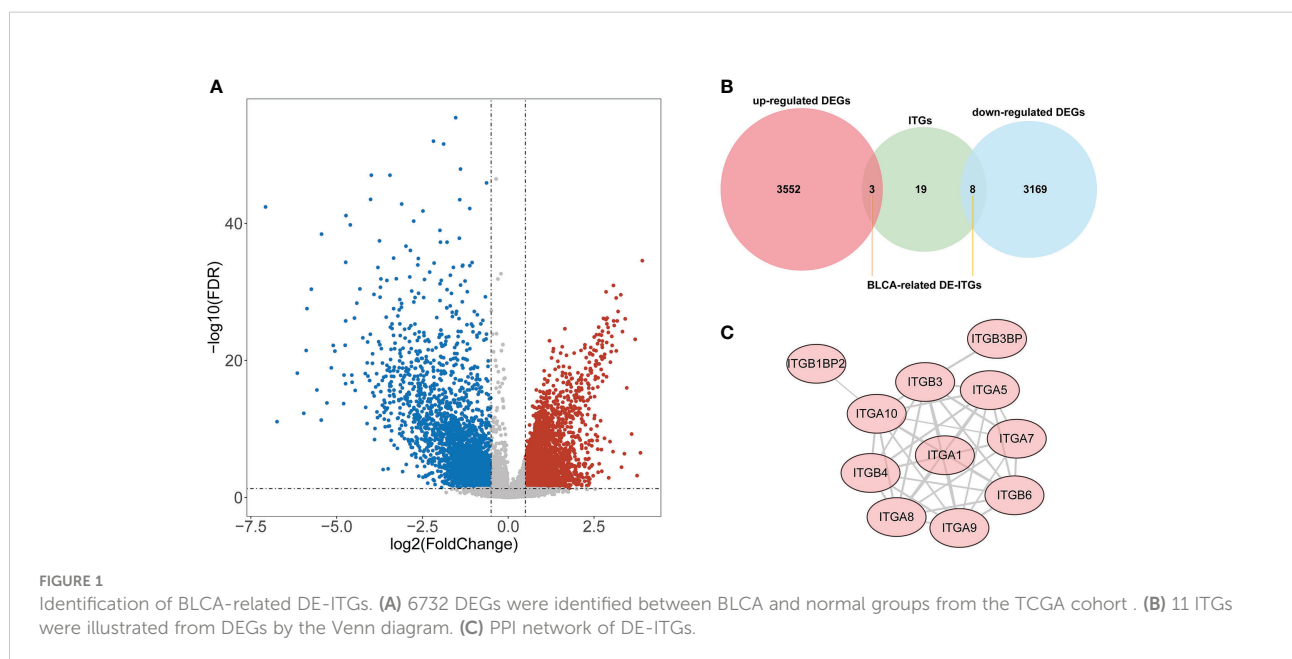 A
40
20
0
−log10(FDR)
−7.5
−5.0
−2.5
0.0
2.5
log2(FoldChange)
B
up-regulated DEGs
ITGs
down-regulated DEGs
3552
3
19
8
3169
BLCA-related DE-ITGs
C
ITGB3BP
ITGB1BP2
ITGB3
ITGA5
ITGA10
ITGA7
ITGA1
ITGB4
ITGB6
ITGA8
ITGA9
FIGURE 1
Identification of BLCA-related DE-ITGs. (A) 6732 DEGs were identified between BLCA and normal groups from the TCGA cohort . (B) 11 ITGs
were illustrated from DEGs by the Venn diagram. (C) PPI network of DE-ITGs.